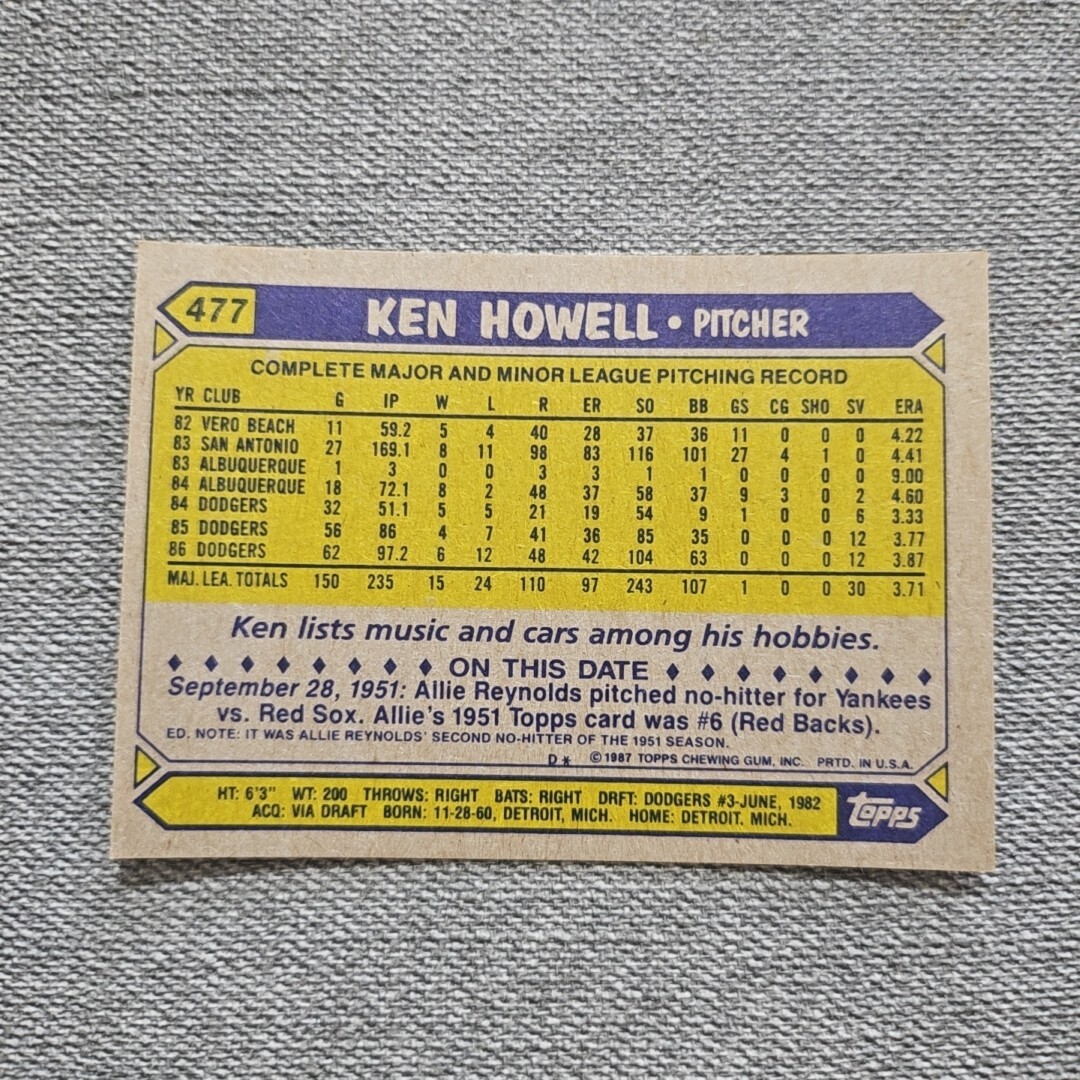 477 KEN HOWELL • PITCHER
COMPLETE MAJOR AND MINOR LEAGUE PITCHING RECORD
YR CLUB G IP W L R ER SO BB GS CG SHO SV ERA
82 VERO BEACH 11 59.2 5 4 40 28 37 36 11 0 0 0 4.22
83 SAN ANTONIO 27 169.1 8 11 98 83 116 101 27 4 1 0 4.41
83 ALBUQUERQUE 1 3 0 0 3 3 1 1 0 0 0 0 9.00
84 ALBUQUERQUE 18 72.1 8 2 48 37 58 37 9 3 0 2 4.60
84 DODGERS 32 51.1 5 5 21 19 54 9 1 0 0 6 3.33
85 DODGERS 56 86 4 7 41 36 85 35 0 0 0 12 3.77
86 DODGERS 62 97.2 6 12 48 42 104 63 0 0 0 12 3.87
MAJ. LEA. TOTALS 150 235 15 24 110 97 243 107 1 0 0 30 3.71
Ken lists music and cars among his hobbies.
♦ ♦ ♦ ♦ ♦ ♦ ♦ ♦ ON THIS DATE ♦ ♦ ♦ ♦ ♦ ♦ ♦ ♦
September 28, 1951: Allie Reynolds pitched no-hitter for Yankees
vs. Red Sox. Allie's 1951 Topps card was #6 (Red Backs).
ED. NOTE: IT WAS ALLIE REYNOLDS' SECOND NO-HITTER OF THE 1951 SEASON.
D* ©1987 TOPPS CHEWING GUM, INC. PRTD. IN U.S.A.
HT: 6'3" WT: 200 THROWS: RIGHT BATS: RIGHT DRFT: DODGERS #3-JUNE, 1982
ACQ: VIA DRAFT BORN: 11-28-60, DETROIT, MICH. HOME: DETROIT. MICH.
topps